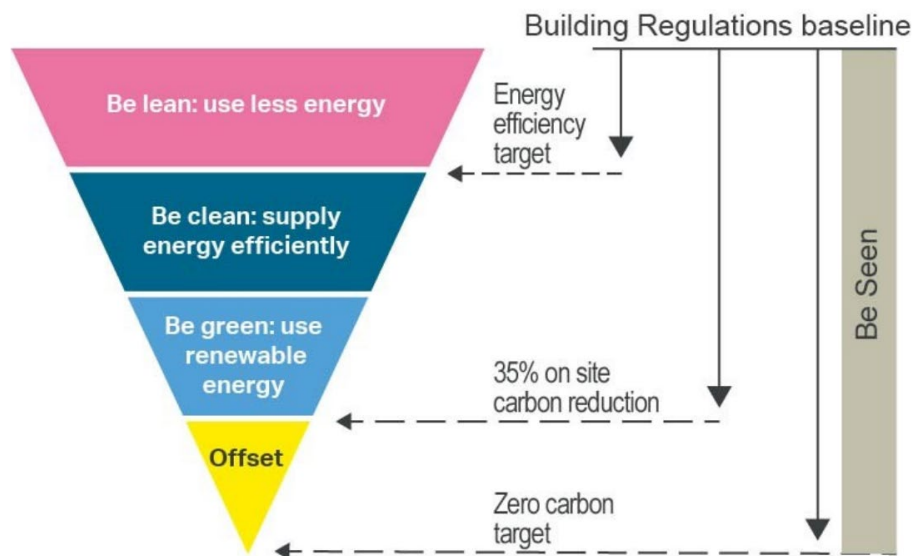 Building Regulations baseline
Be lean: use less energy
Energy
efficiency
target
Be clean: supply
energy efficiently
Be green: use
renewable
energy
35% on site
carbon reduction
Offset
Zero carbon
target
Be Seen